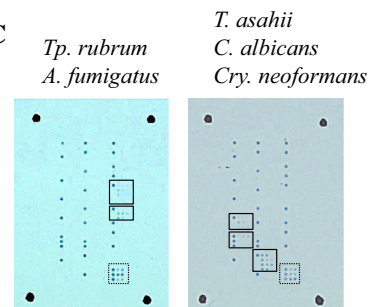 C
Tp. rubrum
A. fumigatus
T. asahii
C. albicans
Cry. neoformans